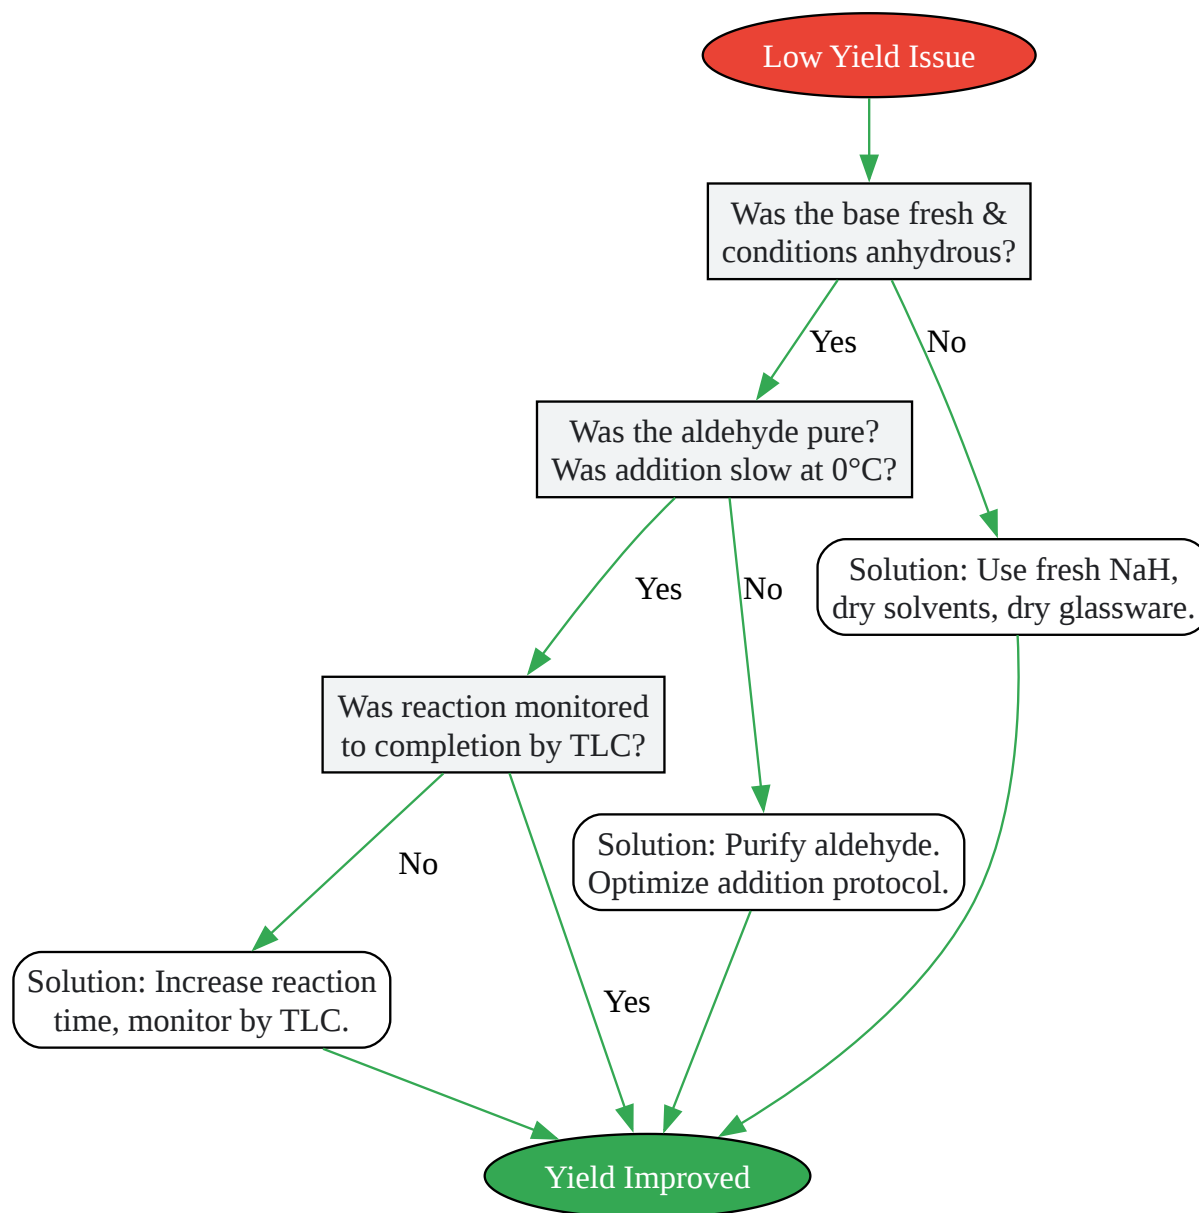 Low Yield Issue
Was the base fresh &
conditions anhydrous?
Yes
No
Was the aldehyde pure?
Was addition slow at 0°C?
Solution: Use fresh NaH,
dry solvents, dry glassware.
Yes
No
Was reaction monitored
to completion by TLC?
Solution: Purify aldehyde.
Optimize addition protocol.
No
Solution: Increase reaction
time, monitor by TLC.
Yes
Yield Improved